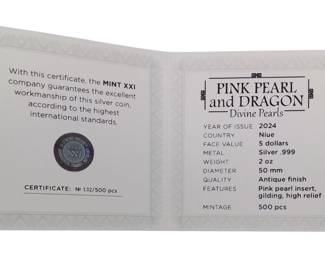 With this certificate, the MINT XXI
company guarantees the excellent
workmanship of this silver coin,
according to the highest
international standards.
XXI
CERTIFICATE: № 132/500 pcs
PINK PEARL
and DRAGON
Divine Pearls
YEAR OF ISSUE 2024
COUNTRY Niue
FACE VALUE 5 dollars
METAL Silver .999
WEIGHT 2 oz
DIAMETER 50 mm
QUALITY Antique finish
FEATURES Pink pearl insert,
gilding, high relief
MINTAGE 500 pcs